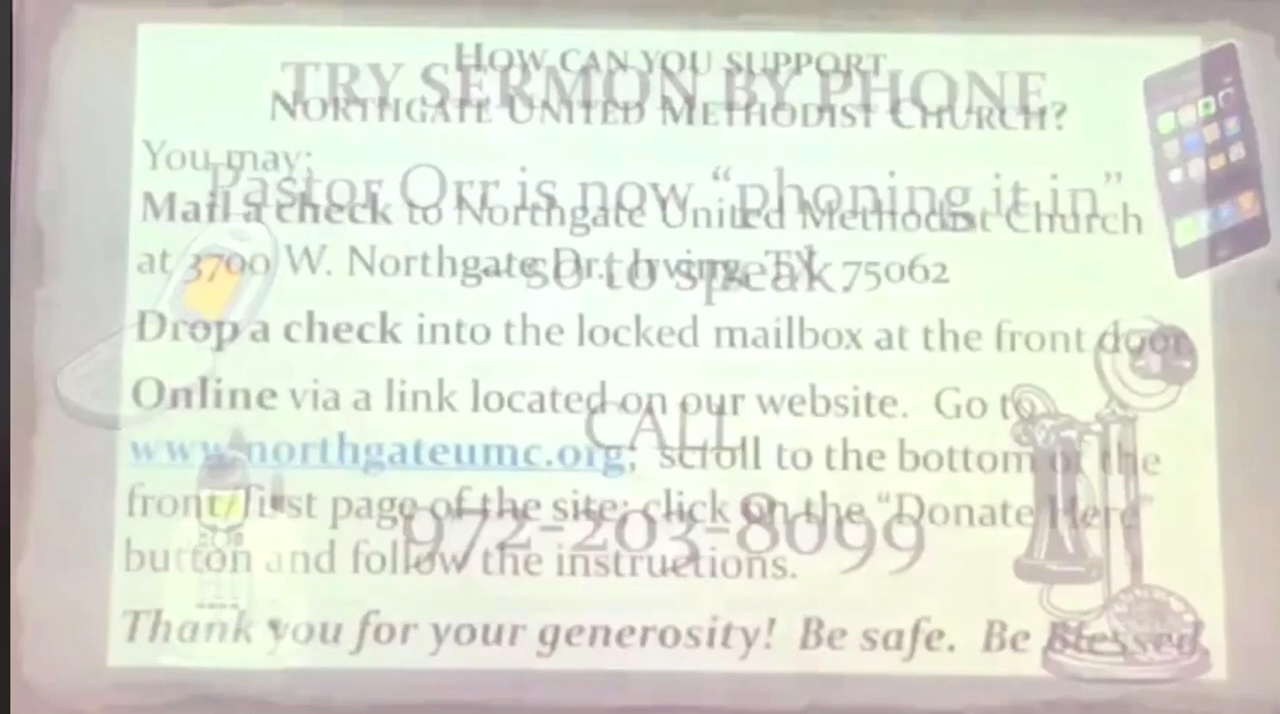 HOW CAN YOU SUPPORT
TRY SERMON BY PHONE
NORTHGATE UNITED METHODIST CHURCH?
You may:
Pastor Orr is now “phoning it in”
Mail a check to Northgate United Methodist Church
at 3700 W. Northgate Dr. Irving, TX 75062
so to speak
Drop a check into the locked mailbox at the front door
Online via a link located on our website. Go to
CALL
www.northgateumc.org; scroll to the bottom of the
front/first page of the site; click on the “Donate Here”
972-203-8099
button and follow the instructions.
Thank you for your generosity! Be safe. Be Blessed